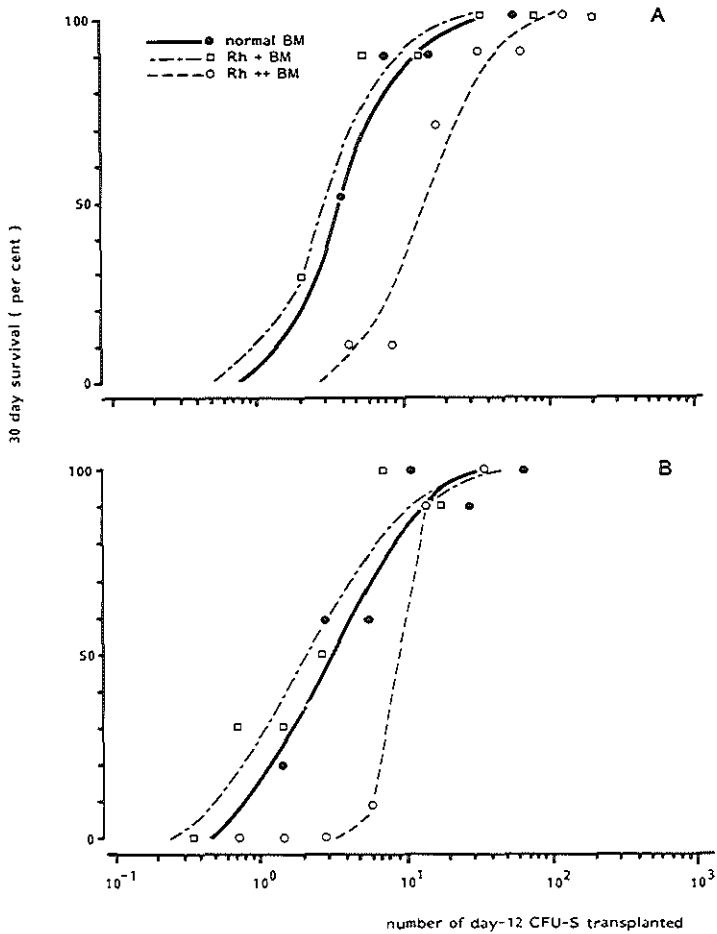 A
100
normal BM
Rh + BM
Rh ++ BM
50
0
30 day survival ( per cent )
B
100
50
0
10⁻¹
10⁰
10¹
10²
10³
number of day-12 CFU-S transplanted